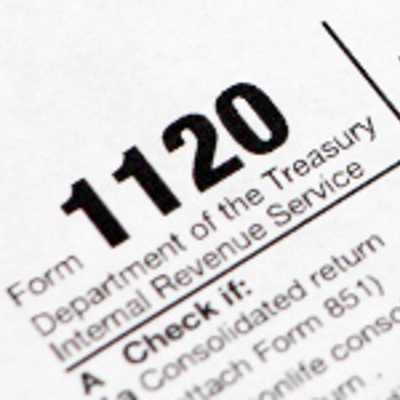 Form 1120
Department of the Treasury
Internal Revenue Service
A Check if:
Consolidated return
attach Form 851)